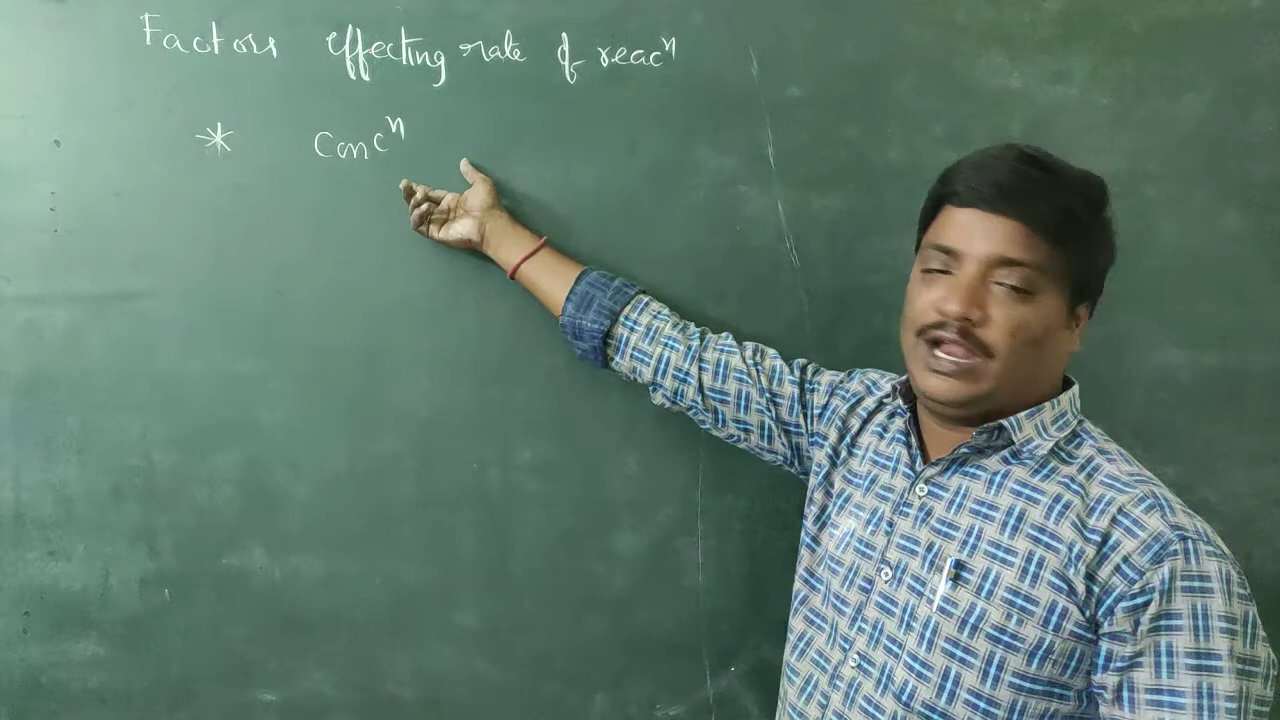 Factors effecting rate of reacⁿ
* Concⁿ